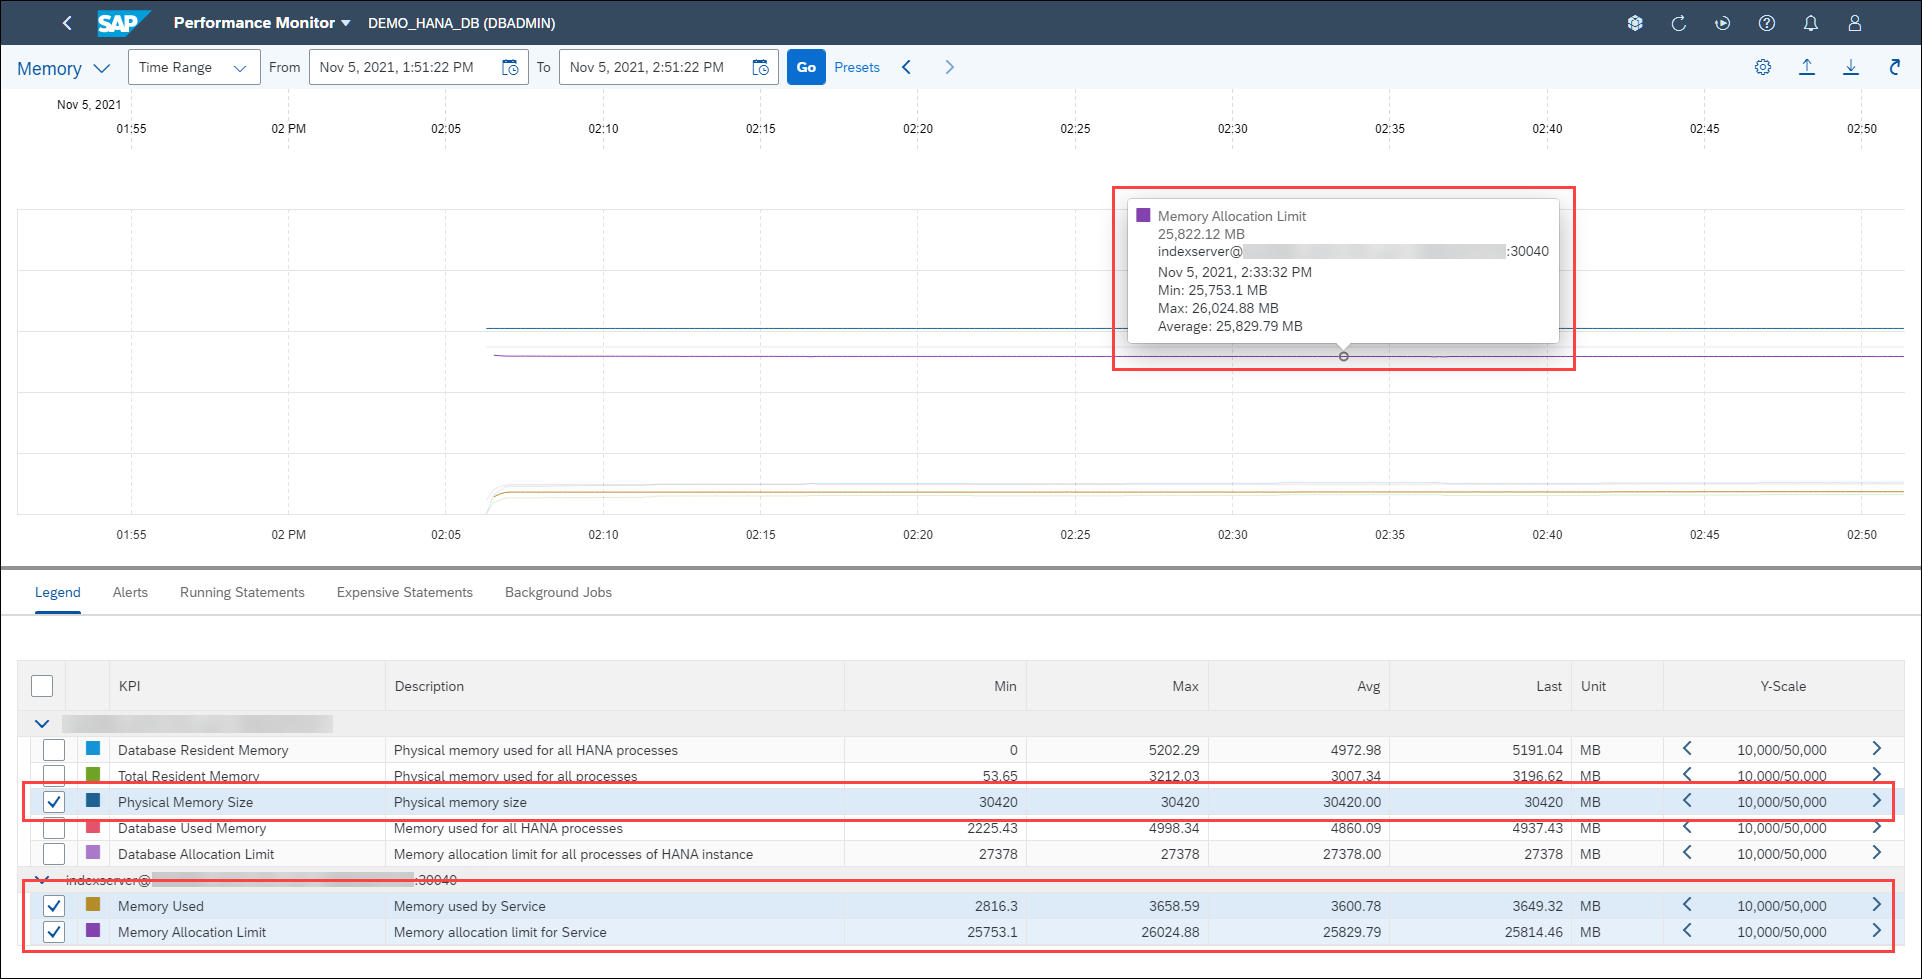 SAP Performance Monitor DEMO_HANA_DB (DBADMIN)
Memory Time Range From Nov 5, 2021, 1:51:22 PM To Nov 5, 2021, 2:51:22 PM Go Presets
Nov 5, 2021
01:55 02 PM 02:05 02:10 02:15 02:20 02:25 02:30 02:35 02:40 02:45 02:50
Memory Allocation Limit
25,822.12 MB
indexserver@ :30040
Nov 5, 2021, 2:33:32 PM
Min: 25,753.1 MB
Max: 26,024.88 MB
Average: 25,829.79 MB
01:55 02 PM 02:05 02:10 02:15 02:20 02:25 02:30 02:35 02:40 02:45 02:50
Legend Alerts Running Statements Expensive Statements Background Jobs
KPI Description Min Max Avg Last Unit Y-Scale
Database Resident Memory Physical memory used for all HANA processes 0 5202.29 4972.98 5191.04 MB 10,000/50,000
Total Resident Memory Physical memory used for all processes 53.65 3212.03 3007.34 3196.62 MB 10,000/50,000
Physical Memory Size Physical memory size 30420 30420 30420.00 30420 MB 10,000/50,000
Database Used Memory Memory used for all HANA processes 2225.43 4998.34 4860.09 4937.43 MB 10,000/50,000
Database Allocation Limit Memory allocation limit for all processes of HANA instance 27378 27378 27378.00 27378 MB 10,000/50,000
indexserver@ :30040
Memory Used Memory used by Service 2816.3 3658.59 3600.78 3649.32 MB 10,000/50,000
Memory Allocation Limit Memory allocation limit for Service 25753.1 26024.88 25829.79 25814.46 MB 10,000/50,000